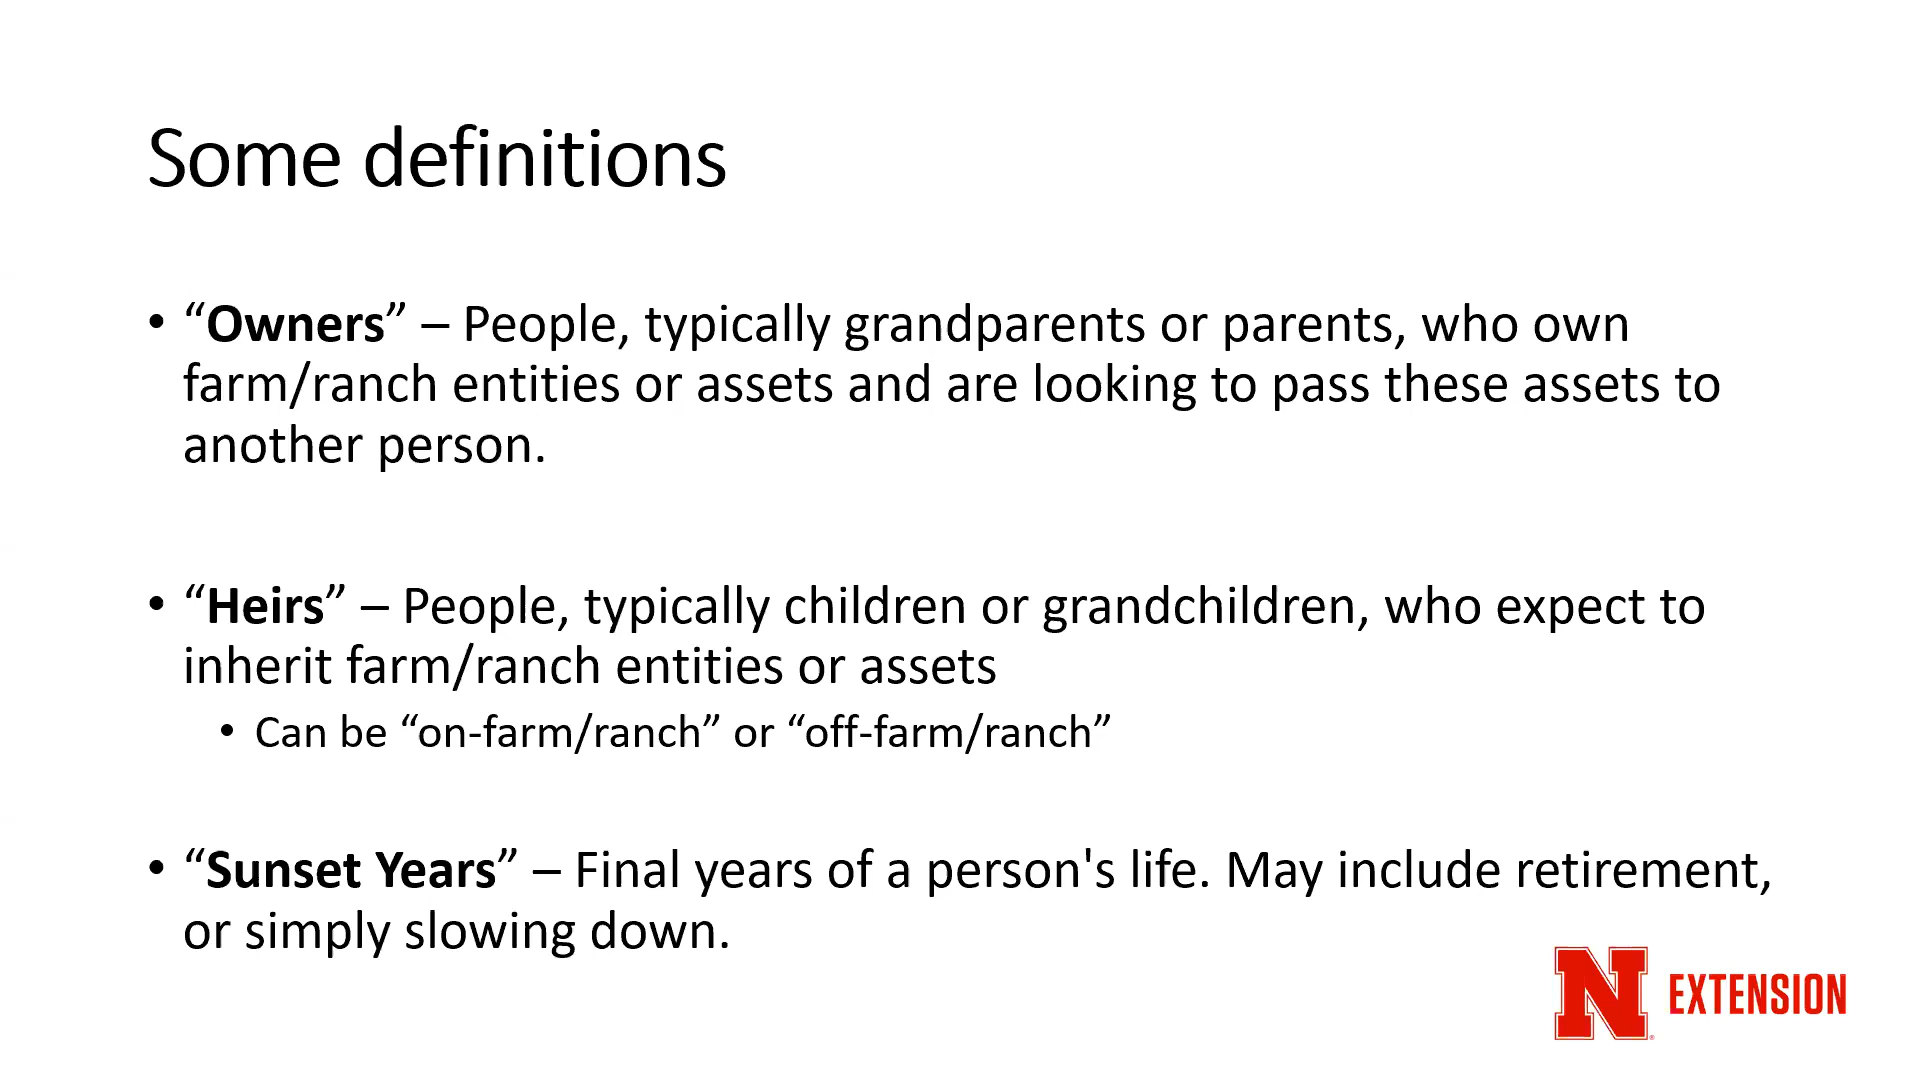 Some definitions
• “Owners” – People, typically grandparents or parents, who own
farm/ranch entities or assets and are looking to pass these assets to
another person.
• “Heirs” – People, typically children or grandchildren, who expect to
inherit farm/ranch entities or assets
• Can be “on-farm/ranch” or “off-farm/ranch”
• “Sunset Years” – Final years of a person's life. May include retirement,
or simply slowing down.
N EXTENSION